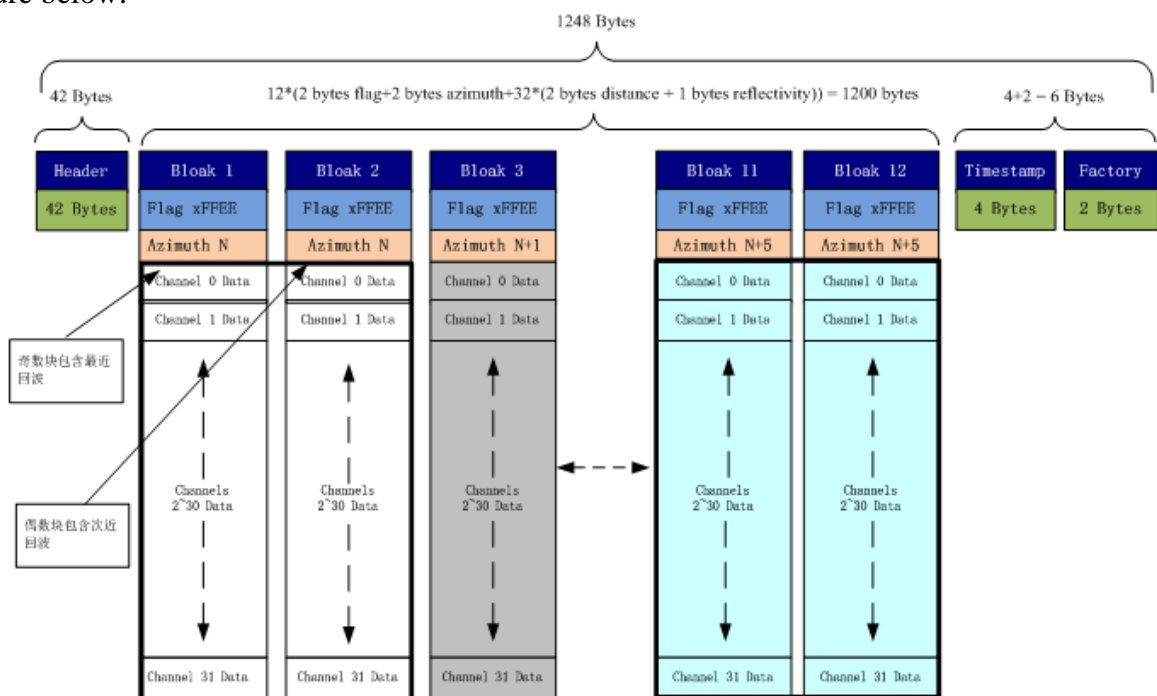 ure below.
1248 Bytes
42 Bytes
12*(2 bytes flag+2 bytes azimuth+32*(2 bytes distance + 1 bytes reflectivity)) = 1200 bytes
4+2 − 6 Bytes
Header
42 Bytes
Bloak 1
Flag xFFEE
Azimuth N
Channel 0 Data
Channel 1 Data
Channels
2~30 Data
Channel 31 Data
Bloak 2
Flag xFFEE
Azimuth N
Channel 0 Data
Channel 1 Data
Channels
2~30 Data
Channel 31 Data
Bloak 3
Flag xFFEE
Azimuth N+1
Channel 0 Data
Channel 1 Data
Channels
2~30 Data
Channel 31 Data
Bloak 11
Flag xFFEE
Azimuth N+5
Channel 0 Data
Channel 1 Data
Channels
2~30 Data
Channel 31 Data
Bloak 12
Flag xFFEE
Azimuth N+5
Channel 0 Data
Channel 1 Data
Channels
2~30 Data
Channel 31 Data
Timestamp
4 Bytes
Factory
2 Bytes
奇数块包含最近
回波
偶数块包含次近
回波